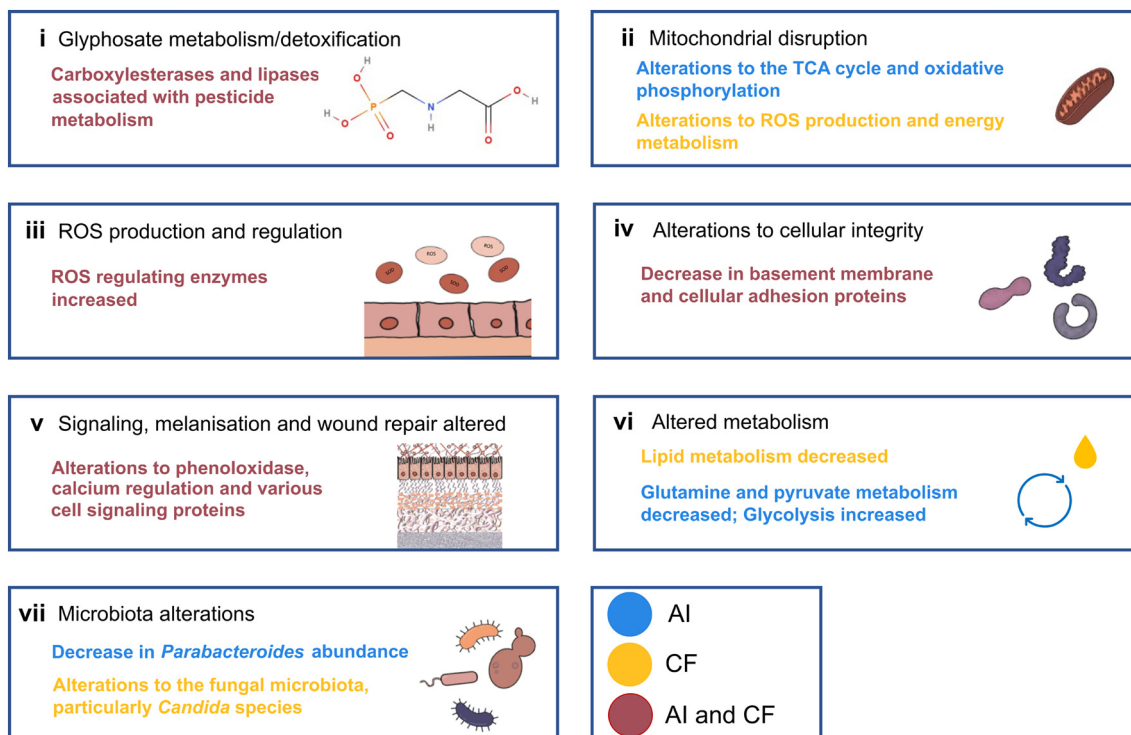 i Glyphosate metabolism/detoxification
Carboxylesterases and lipases
associated with pesticide
metabolism
H
O
H
O
P
O
N
H
O
H
O
ii Mitochondrial disruption
Alterations to the TCA cycle and oxidative
phosphorylation
Alterations to ROS production and energy
metabolism
iii ROS production and regulation
ROS regulating enzymes
increased
ROS
ROS
SOD
SOD
SOD
iv Alterations to cellular integrity
Decrease in basement membrane
and cellular adhesion proteins
v Signaling, melanisation and wound repair altered
Alterations to phenoloxidase,
calcium regulation and various
cell signaling proteins
vi Altered metabolism
Lipid metabolism decreased
Glutamine and pyruvate metabolism
decreased; Glycolysis increased
vii Microbiota alterations
Decrease in Parabacteroides abundance
Alterations to the fungal microbiota,
particularly Candida species
AI
CF
AI and CF